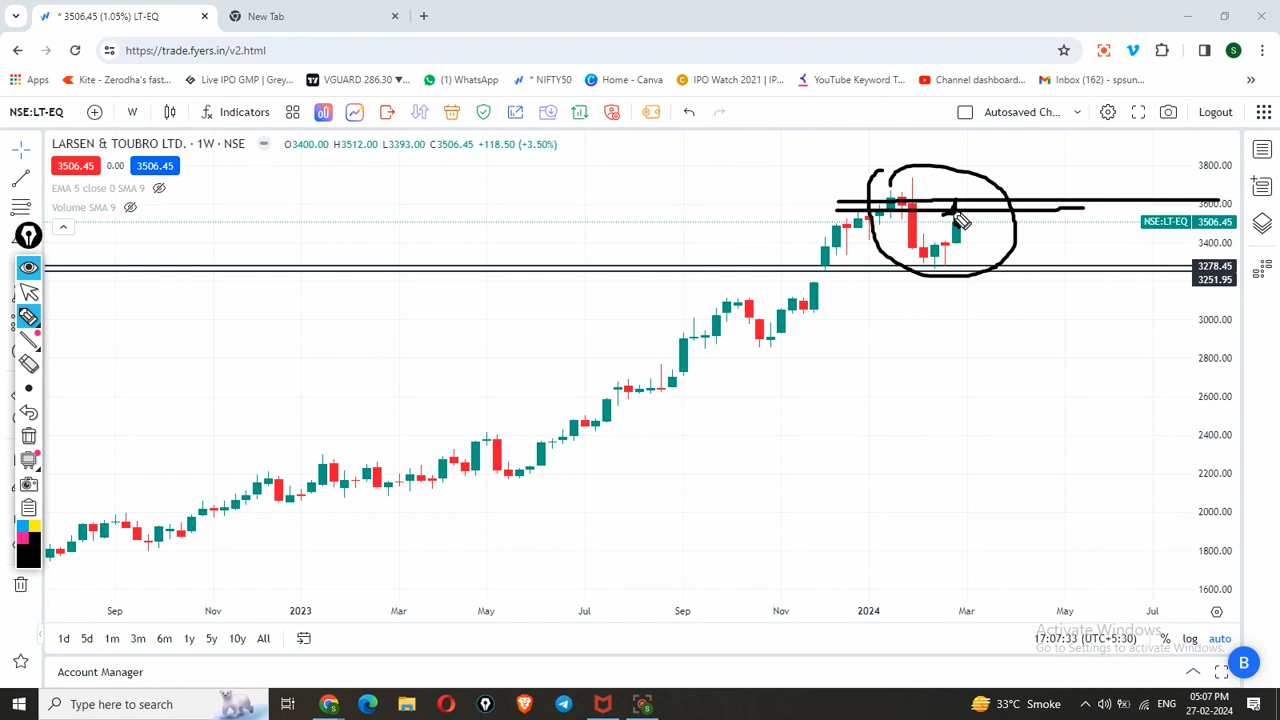 * 3506.45 (1.05%) LT-EQ
New Tab
https://trade.fyers.in/v2.html
S
Apps
Kite - Zerodha's fast...
Live IPO GMP | Grey...
VGUARD 286.30 ▼...
(1) WhatsApp
* NIFTY50
Home - Canva
IPO Watch 2021 | IP...
YouTube Keyword T...
Channel dashboard...
Inbox (162) - spsun...
NSE:LT-EQ
W
Indicators
Autosaved Ch...
Logout
LARSEN & TOUBRO LTD. · 1W · NSE
O3400.00 H3512.00 L3393.00 C3506.45 +118.50 (+3.50%)
3506.45 0.00 3506.45
EMA 5 close 0 SMA 9
Volume SMA 9
3800.00
3600.00
NSE:LT-EQ 3506.45
3400.00
3278.45
3251.95
3000.00
2800.00
2600.00
2400.00
2200.00
2000.00
1800.00
1600.00
Sep Nov 2023 Mar May Jul Sep Nov 2024 Mar May Jul
Activate Windows
Go to Settings to activate Windows.
1d 5d 1m 3m 6m 1y 5y 10y All
17:07:33 (UTC+5:30) % log auto
Account Manager
B
Type here to search
33°C Smoke
ENG
05:07 PM
27-02-2024